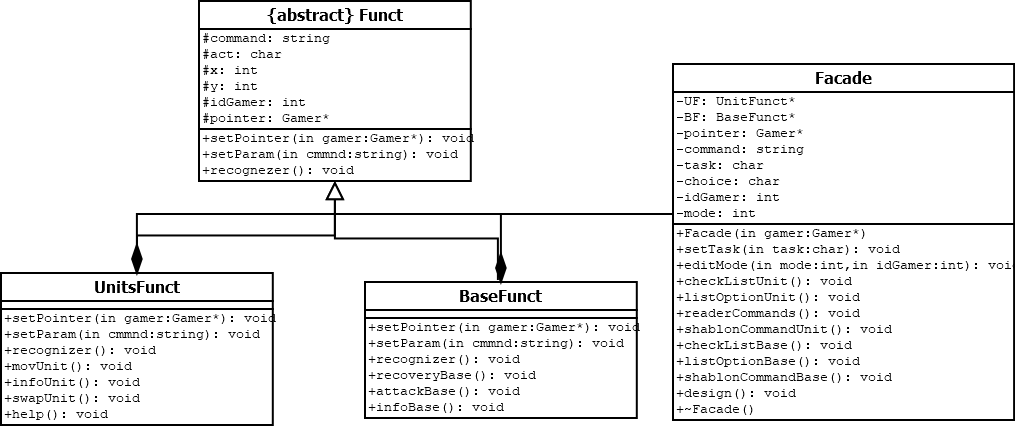 {abstract} Funct
#command: string
#act: char
#x: int
#y: int
#idGamer: int
#pointer: Gamer*
+setPointer(in gamer:Gamer*): void
+setParam(in cmmnd:string): void
+recognezer(): void
Facade
-UF: UnitFunct*
-BF: BaseFunct*
-pointer: Gamer*
-command: string
-task: char
-choice: char
-idGamer: int
-mode: int
+Facade(in gamer:Gamer*)
+setTask(in task:char): void
+editMode(in mode:int,in idGamer:int): void
+checkListUnit(): void
+listOptionUnit(): void
+readerCommands(): void
+shablonCommandUnit(): void
+checkListBase(): void
+listOptionBase(): void
+shablonCommandBase(): void
+design(): void
+~Facade()
UnitsFunct
+setPointer(in gamer:Gamer*): void
+setParam(in cmmnd:string): void
+recognizer(): void
+movUnit(): void
+infoUnit(): void
+swapUnit(): void
+help(): void
BaseFunct
+setPointer(in gamer:Gamer*): void
+setParam(in cmmnd:string): void
+recognizer(): void
+recoveryBase(): void
+attackBase(): void
+infoBase(): void